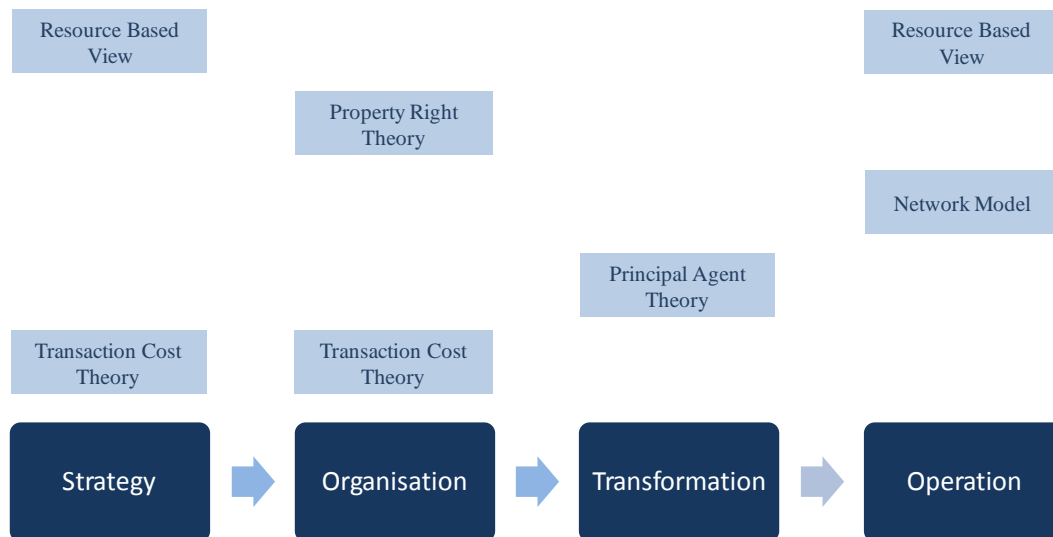 Resource Based
View
Resource Based
View
Property Right
Theory
Network Model
Principal Agent
Theory
Transaction Cost
Theory
Transaction Cost
Theory
Strategy
Organisation
Transformation
Operation